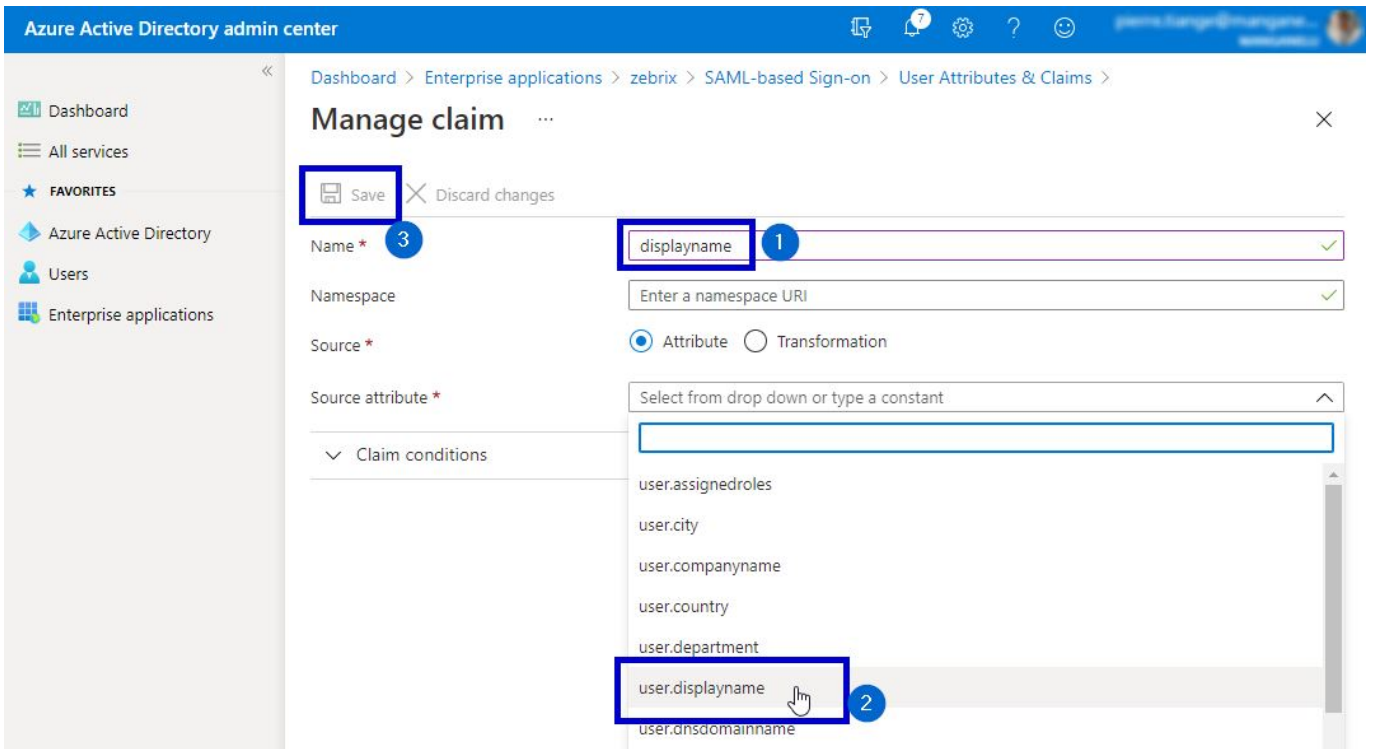 Azure Active Directory admin center
7
Dashboard > Enterprise applications > zebrix > SAML-based Sign-on > User Attributes & Claims >
Manage claim ...
Dashboard
All services
FAVORITES
Azure Active Directory
Users
Enterprise applications
Save
Discard changes
3
Name *
displayname
1
Namespace
Enter a namespace URI
Source *
Attribute
Transformation
Source attribute *
Select from drop down or type a constant
Claim conditions
user.assignedroles
user.city
user.companyname
user.country
user.department
user.displayname
2
user.dnsdomainname